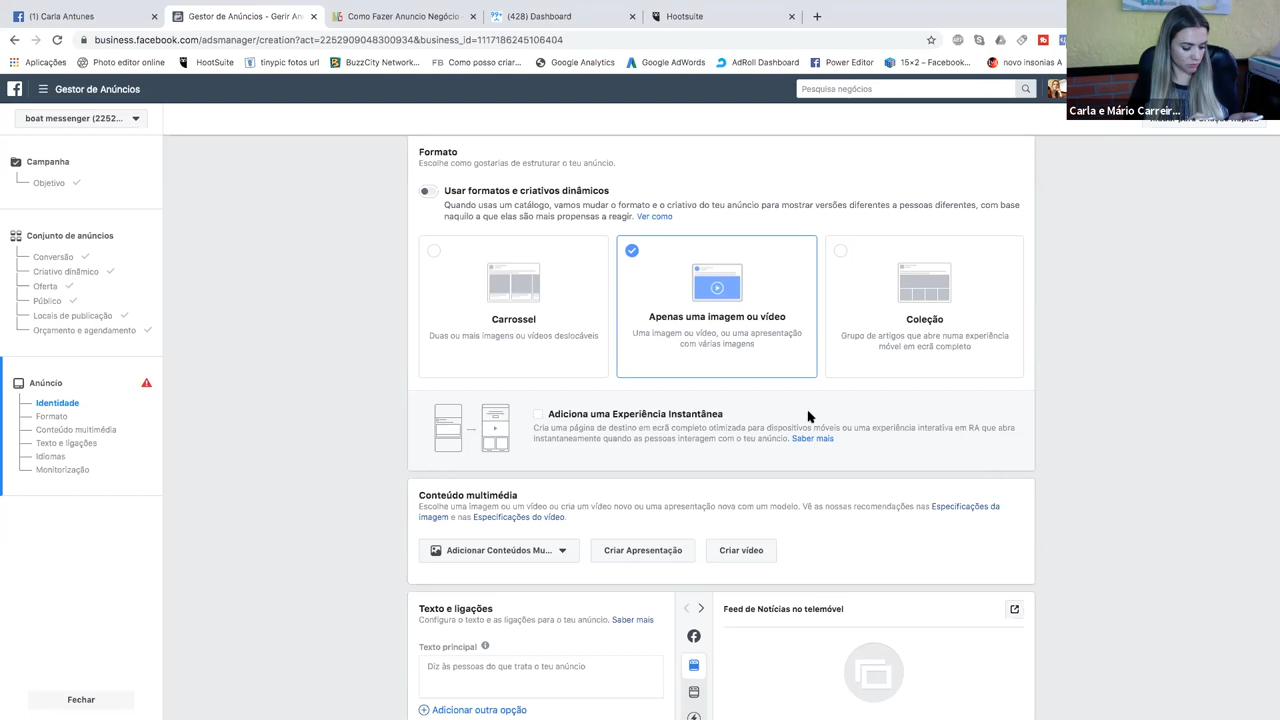 (1) Carla Antunes
Gestor de Anúncios - Gerir An
Como Fazer Anuncio Negócio
(428) Dashboard
Hootsuite
business.facebook.com/adsmanager/creation?act=2252909048300934&business_id=1117186245106404
Aplicações
Photo editor online
HootSuite
tinypic fotos url
BuzzCity Network...
Como posso criar...
Google Analytics
Google AdWords
AdRoll Dashboard
Power Editor
15×2 – Facebook...
novo insonias A
Carla e Mário Carreir...
Gestor de Anúncios
Pesquisa negócios
boat messenger (2252...
Campanha
Objetivo
Conjunto de anúncios
Conversão
Criativo dinâmico
Oferta
Público
Locais de publicação
Orçamento e agendamento
Anúncio
Identidade
Formato
Conteúdo multimédia
Texto e ligações
Idiomas
Monitorização
Fechar
Formato
Escolhe como gostarias de estruturar o teu anúncio.
Usar formatos e criativos dinâmicos
Quando usas um catálogo, vamos mudar o formato e o criativo do teu anúncio para mostrar versões diferentes a pessoas diferentes, com base
naquilo a que elas são mais propensas a reagir. Ver como
Carrossel
Duas ou mais imagens ou vídeos deslocáveis
Apenas uma imagem ou vídeo
Uma imagem ou vídeo, ou uma apresentação
com várias imagens
Coleção
Grupo de artigos que abre numa experiência
móvel em ecrã completo
Adiciona uma Experiência Instantânea
Cria uma página de destino em ecrã completo otimizada para dispositivos móveis ou uma experiência interativa em RA que abra
instantaneamente quando as pessoas interagem com o teu anúncio. Saber mais
Conteúdo multimédia
Escolhe uma imagem ou um vídeo ou cria um vídeo novo ou uma apresentação nova com um modelo. Vê as nossas recomendações nas Especificações da
imagem e nas Especificações do vídeo.
Adicionar Conteúdos Mu...
Criar Apresentação
Criar vídeo
Texto e ligações
Configura o texto e as ligações para o teu anúncio. Saber mais
Texto principal
Diz às pessoas do que trata o teu anúncio
Adicionar outra opção
Feed de Notícias no telemóvel